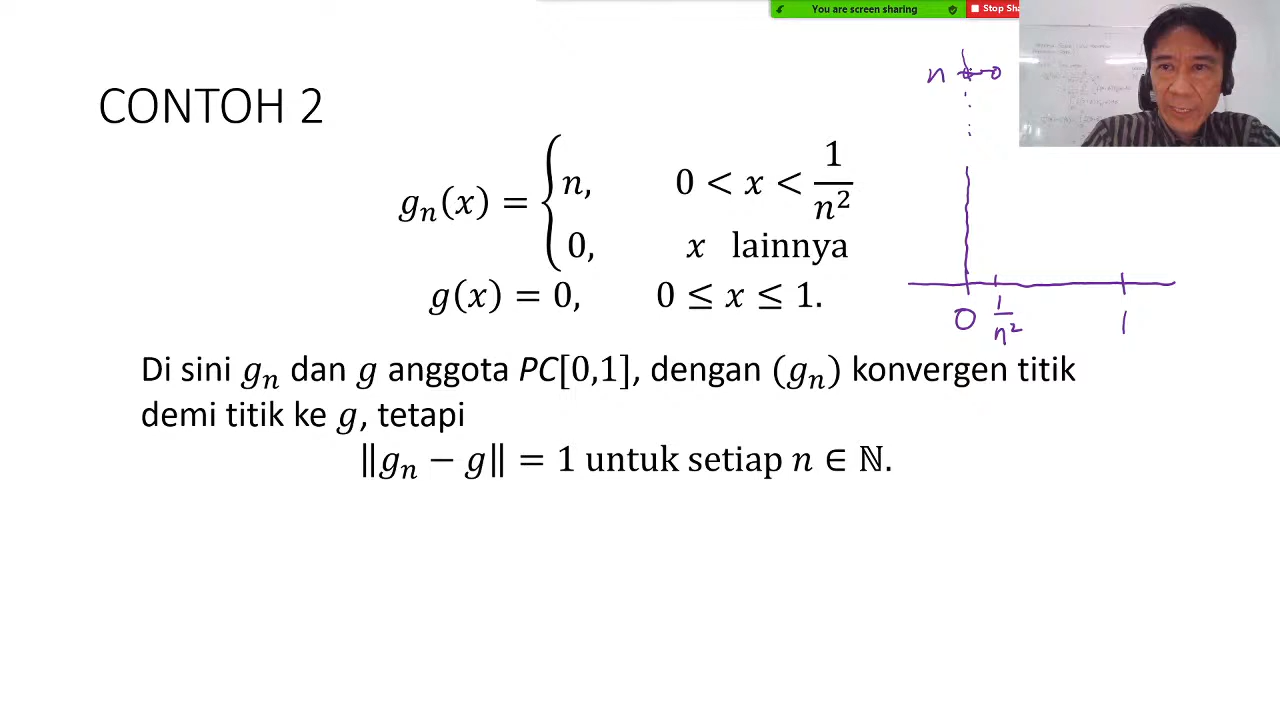 You are screen sharing
Stop Sha
n
CONTOH 2
gₙ(x) = { n, 0 < x < 1/n²
0, x lainnya
g(x) = 0, 0 ≤ x ≤ 1.
0 1/n² 1
Di sini gₙ dan g anggota PC[0,1], dengan (gₙ) konvergen titik
demi titik ke g, tetapi
‖gₙ − g‖ = 1 untuk setiap n ∈ ℕ.